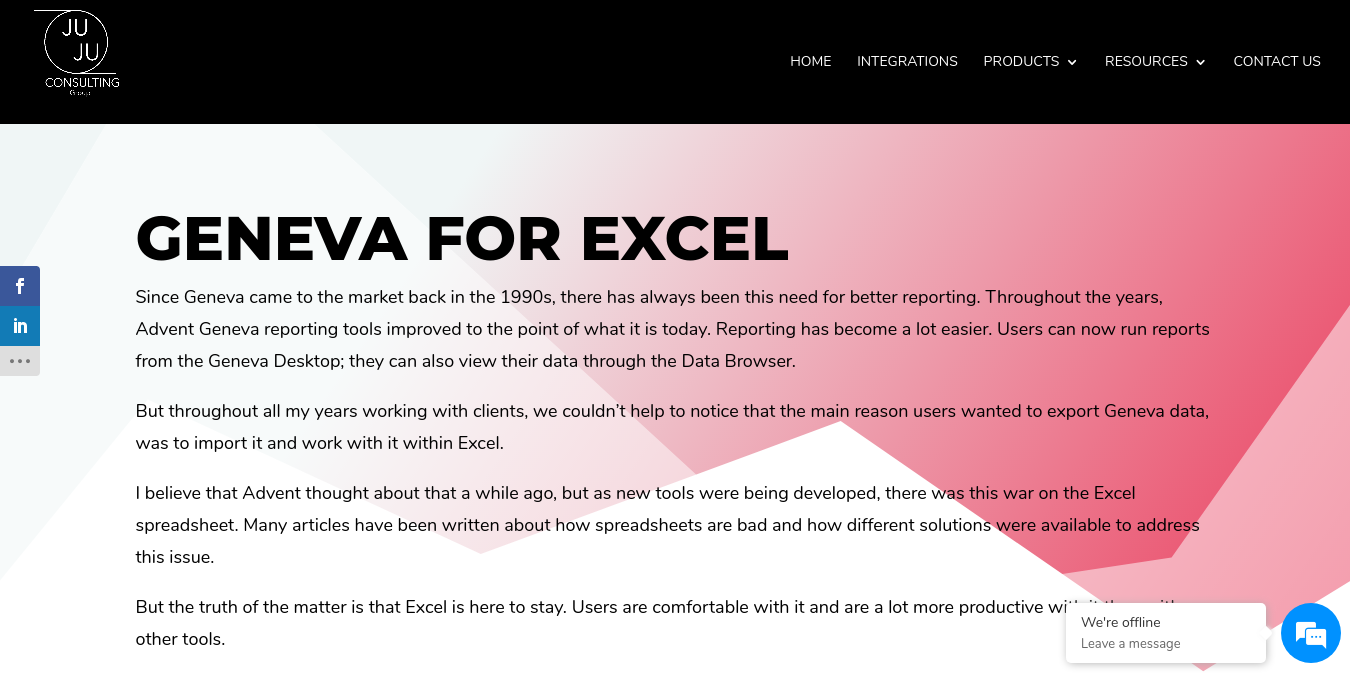 JU
JU
CONSULTING
Group
HOME
INTEGRATIONS
PRODUCTS
RESOURCES
CONTACT US
GENEVA FOR EXCEL
Since Geneva came to the market back in the 1990s, there has always been this need for better reporting. Throughout the years,
Advent Geneva reporting tools improved to the point of what it is today. Reporting has become a lot easier. Users can now run reports
from the Geneva Desktop; they can also view their data through the Data Browser.
But throughout all my years working with clients, we couldn’t help to notice that the main reason users wanted to export Geneva data,
was to import it and work with it within Excel.
I believe that Advent thought about that a while ago, but as new tools were being developed, there was this war on the Excel
spreadsheet. Many articles have been written about how spreadsheets are bad and how different solutions were available to address
this issue.
But the truth of the matter is that Excel is here to stay. Users are comfortable with it and are a lot more productive
other tools.
We're offline
Leave a message